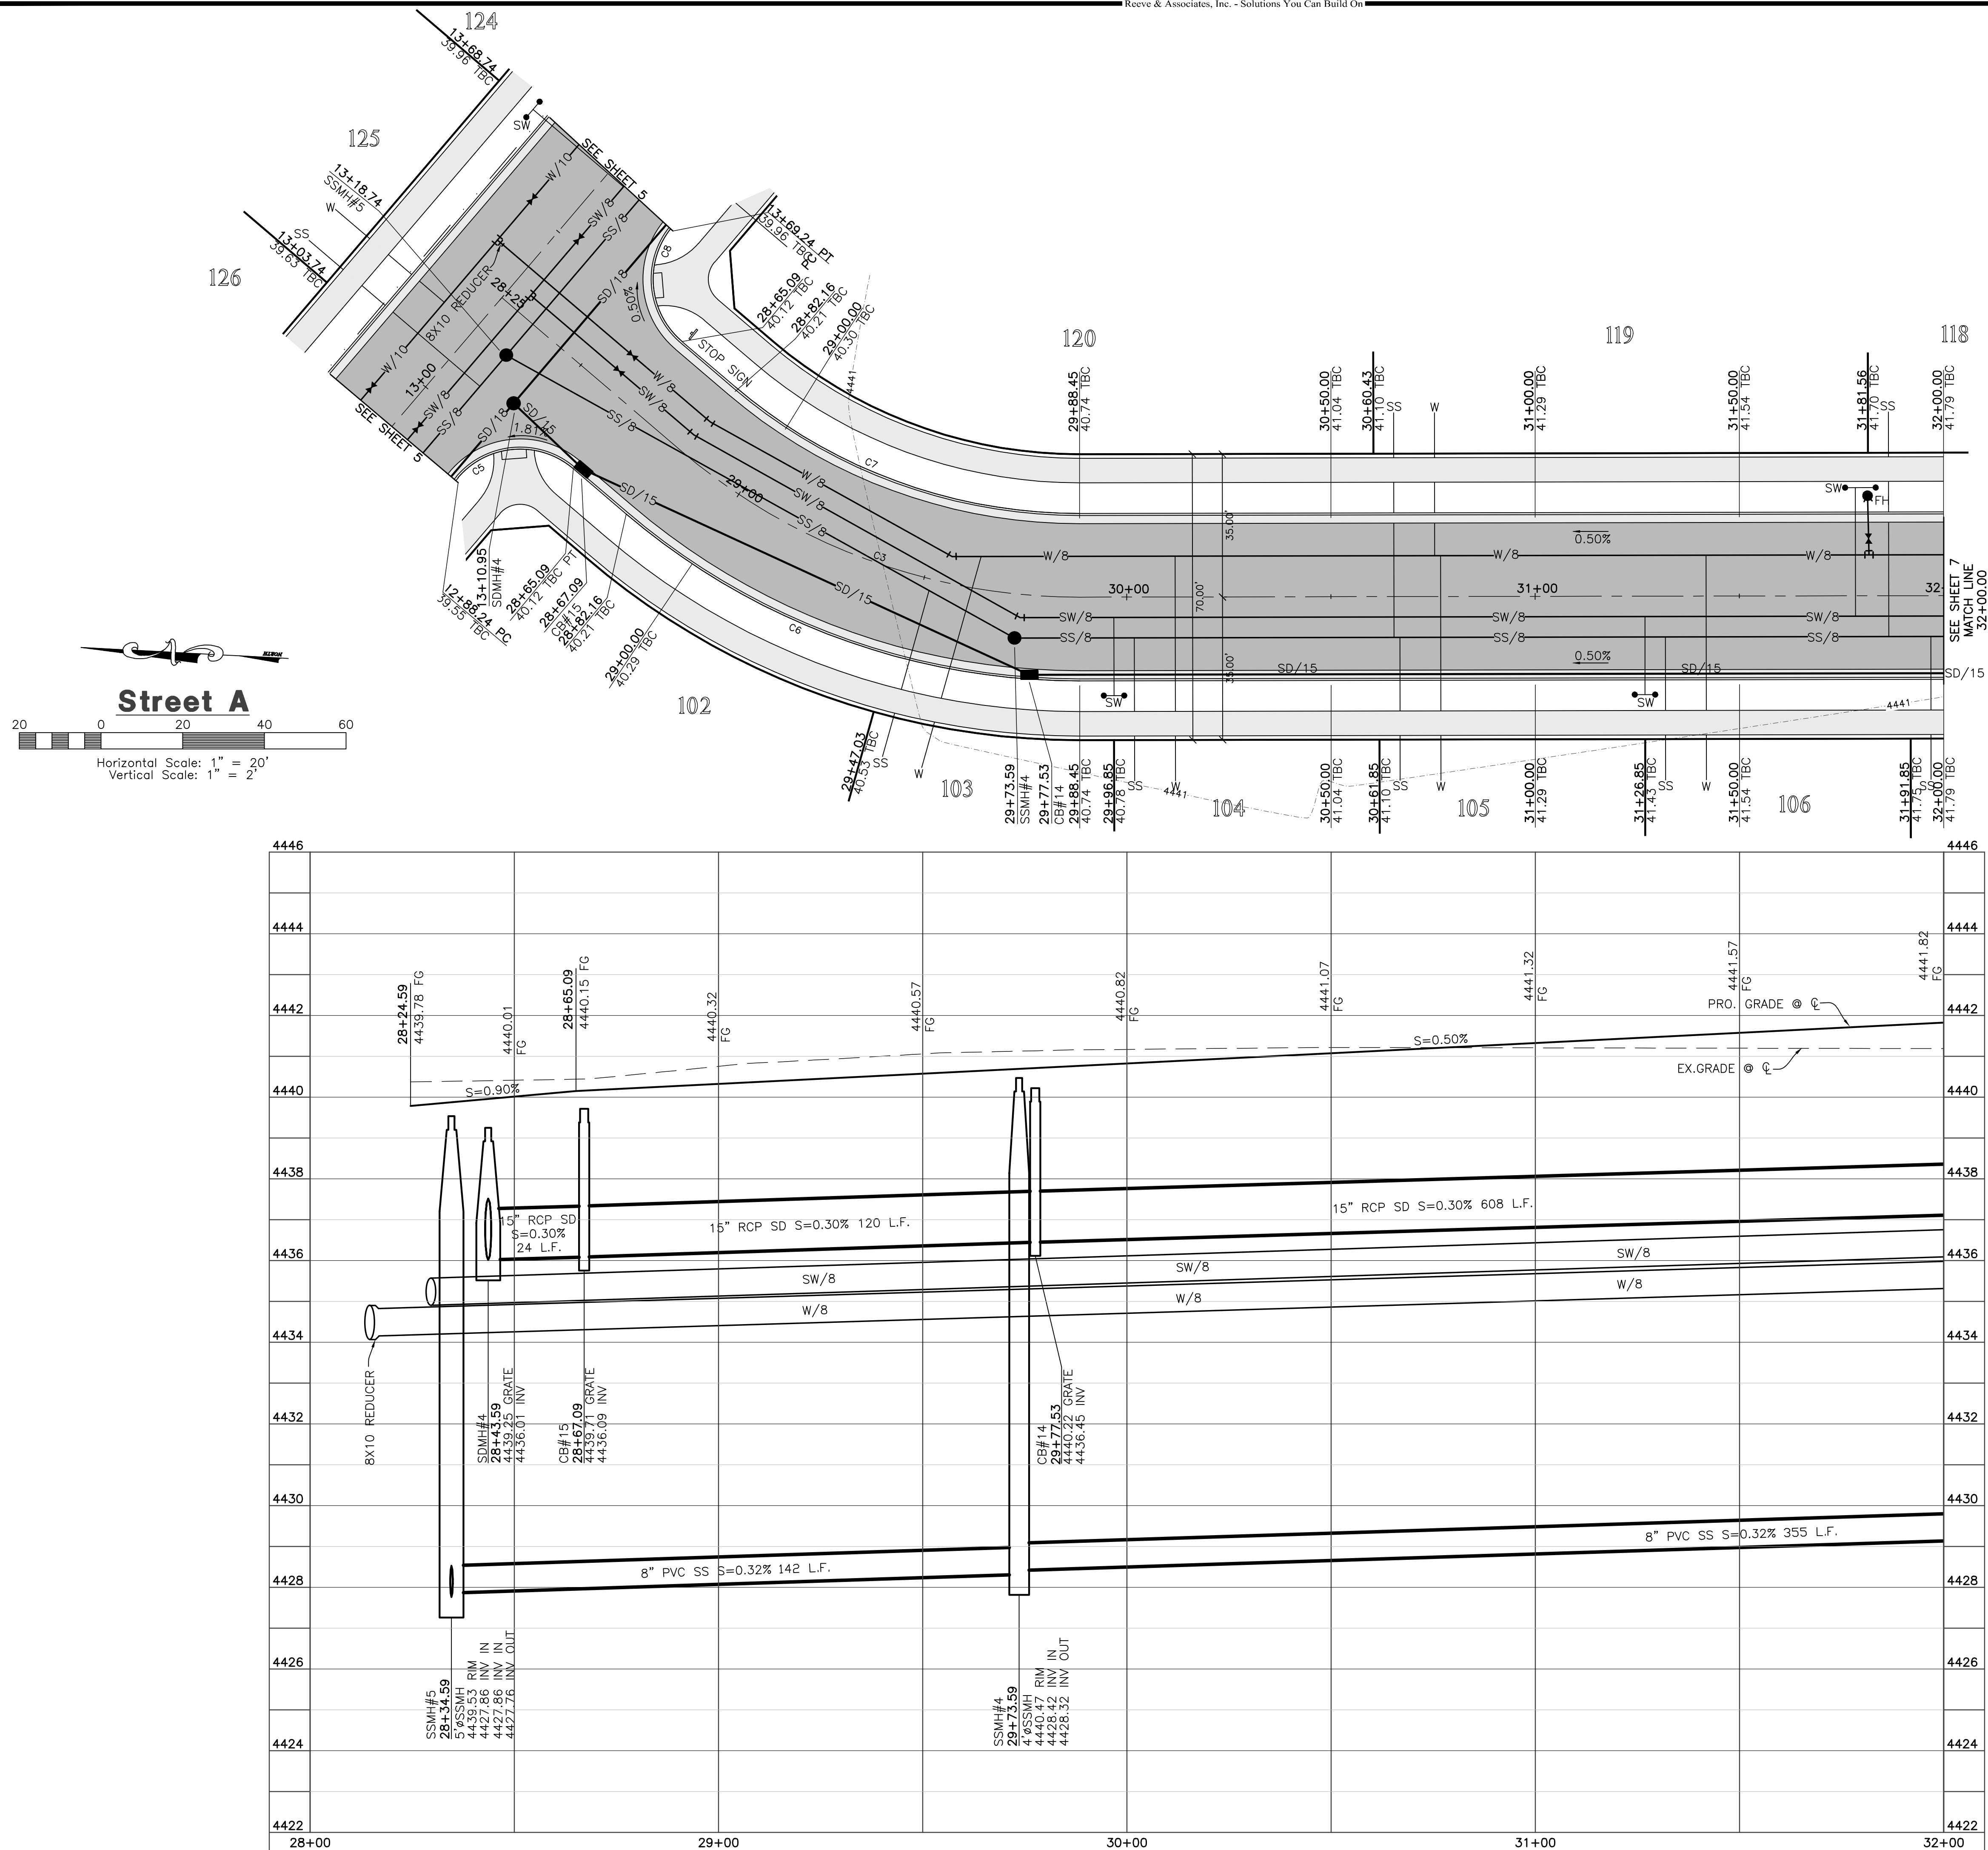 Reeve & Associates, Inc. - Solutions You Can Build On
124
13+68.74
39.96 TBC
SW
125
13+18.74
SSMH#5
W
SS
13+03.74
39.63 TBC
126
SEE SHEET 5
W/10
SW/8
SS/8
SD/18
C8
0.50%
8X10 REDUCER
28+25
W/10
13+00
SW/8
SS/8
SD/18
SD/15
1.81%
SEE SHEET 5
C5
13+69.24 PT
39.96 TBC
28+65.09 PC
40.12 TBC
28+82.16
40.21 TBC
29+00.00
40.30 TBC
STOP SIGN
4441
W/8
SW/8
SS/8
C7
W/8
SW/8
SS/8
29+00
SD/15
C3
SD/15
C6
12+88.24 PC
39.55 TBC
13+10.95
SDMH#4
28+65.09
40.12 TBC PT
28+67.09
CB#15
28+82.16
40.21 TBC
29+00.00
40.29 TBC
102
29+47.03
40.53 TBC
SS
W
103
120
29+88.45
40.74 TBC
30+50.00
41.04 TBC
30+60.43
41.10 TBC
SS
W
119
31+00.00
41.29 TBC
31+50.00
41.54 TBC
31+81.56
41.70 TBC
SS
118
32+00.00
41.79 TBC
SW
FH
35.00'
0.50%
W/8
W/8
W/8
70.00'
30+00
31+00
32
SW/8
SW/8
SW/8
SS/8
SS/8
SS/8
35.00'
0.50%
SD/15
SD/15
SD/15
SW
SW
4441
SEE SHEET 7
MATCH LINE
32+00.00
29+73.59
SSMH#4
29+77.53
CB#14
29+88.45
40.74 TBC
29+96.85
40.78 TBC
SS
W
4441
104
30+50.00
41.04 TBC
30+61.85
41.10 TBC
SS
W
105
31+00.00
41.29 TBC
31+26.85
41.43 TBC
SS
W
31+50.00
41.54 TBC
106
31+91.85
41.75 TBC
SS
32+00.00
41.79 TBC
Street A
20 0 20 40 60
Horizontal Scale: 1" = 20'
Vertical Scale: 1" = 2'
4446 4446
4444 4444
4442 4442
4440 4440
4438 4438
4436 4436
4434 4434
4432 4432
4430 4430
4428 4428
4426 4426
4424 4424
4422 4422
28+24.59
4439.78 FG
4440.01
FG
28+65.09
4440.15 FG
4440.32
FG
4440.57
FG
4440.82
FG
4441.07
FG
4441.32
FG
4441.57
FG
4441.82
FG
PRO. GRADE @ ℄
S=0.90%
S=0.50%
EX.GRADE @ ℄
15" RCP SD
S=0.30%
24 L.F.
15" RCP SD S=0.30% 120 L.F.
15" RCP SD S=0.30% 608 L.F.
SW/8
SW/8
SW/8
W/8
W/8
W/8
8X10 REDUCER
SDMH#4
28+43.59
4439.25 GRATE
4436.01 INV
CB#15
28+67.09
4439.71 GRATE
4436.09 INV
CB#14
29+77.53
4440.22 GRATE
4436.45 INV
8" PVC SS S=0.32% 142 L.F.
8" PVC SS S=0.32% 355 L.F.
SSMH#5
28+34.59
5'øSSMH
4439.53 RIM
4427.86 INV IN
4427.86 INV IN
4427.76 INV OUT
SSMH#4
29+73.59
4'øSSMH
4440.47 RIM
4428.42 INV IN
4428.32 INV OUT
28+00 29+00 30+00 31+00 32+00